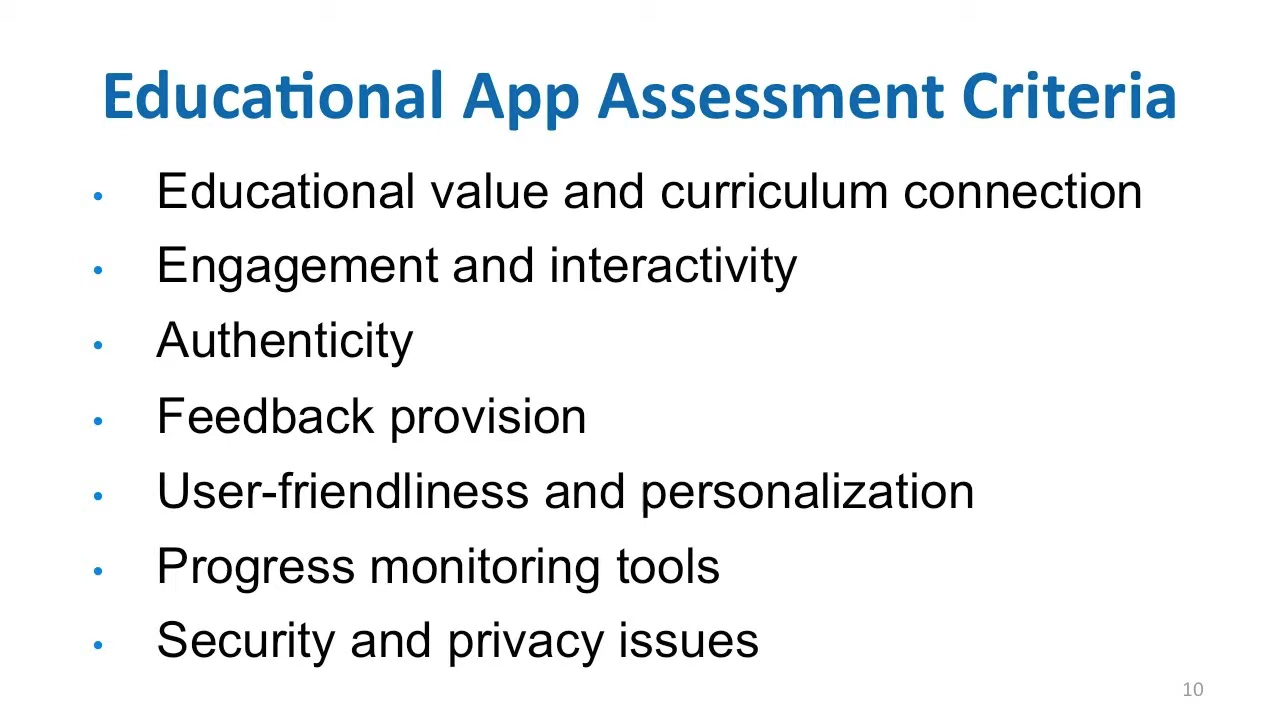 Educational App Assessment Criteria
• Educational value and curriculum connection
• Engagement and interactivity
• Authenticity
• Feedback provision
• User-friendliness and personalization
• Progress monitoring tools
• Security and privacy issues
10